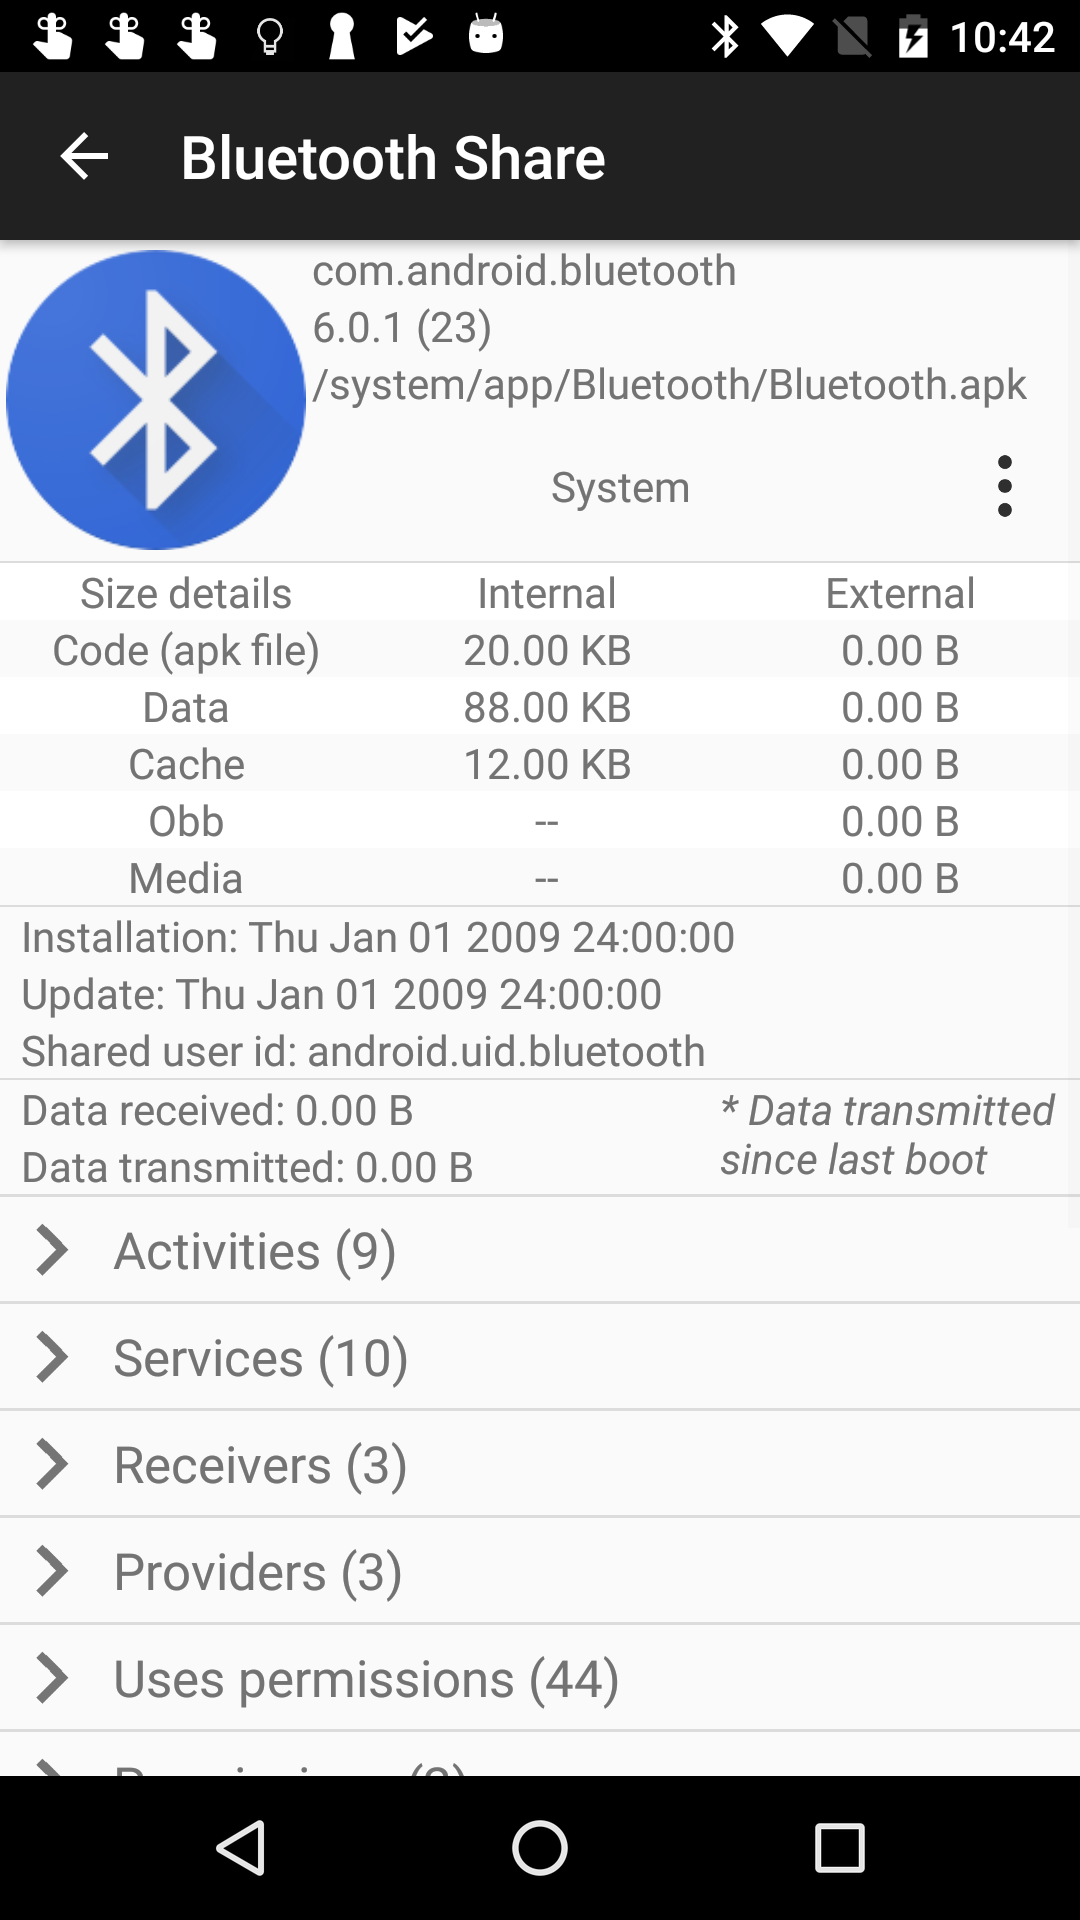 10:42
Bluetooth Share
com.android.bluetooth
6.0.1 (23)
/system/app/Bluetooth/Bluetooth.apk
System
Size details Internal External
Code (apk file) 20.00 KB 0.00 B
Data 88.00 KB 0.00 B
Cache 12.00 KB 0.00 B
Obb -- 0.00 B
Media -- 0.00 B
Installation: Thu Jan 01 2009 24:00:00
Update: Thu Jan 01 2009 24:00:00
Shared user id: android.uid.bluetooth
Data received: 0.00 B
Data transmitted: 0.00 B
* Data transmitted
since last boot
Activities (9)
Services (10)
Receivers (3)
Providers (3)
Uses permissions (44)